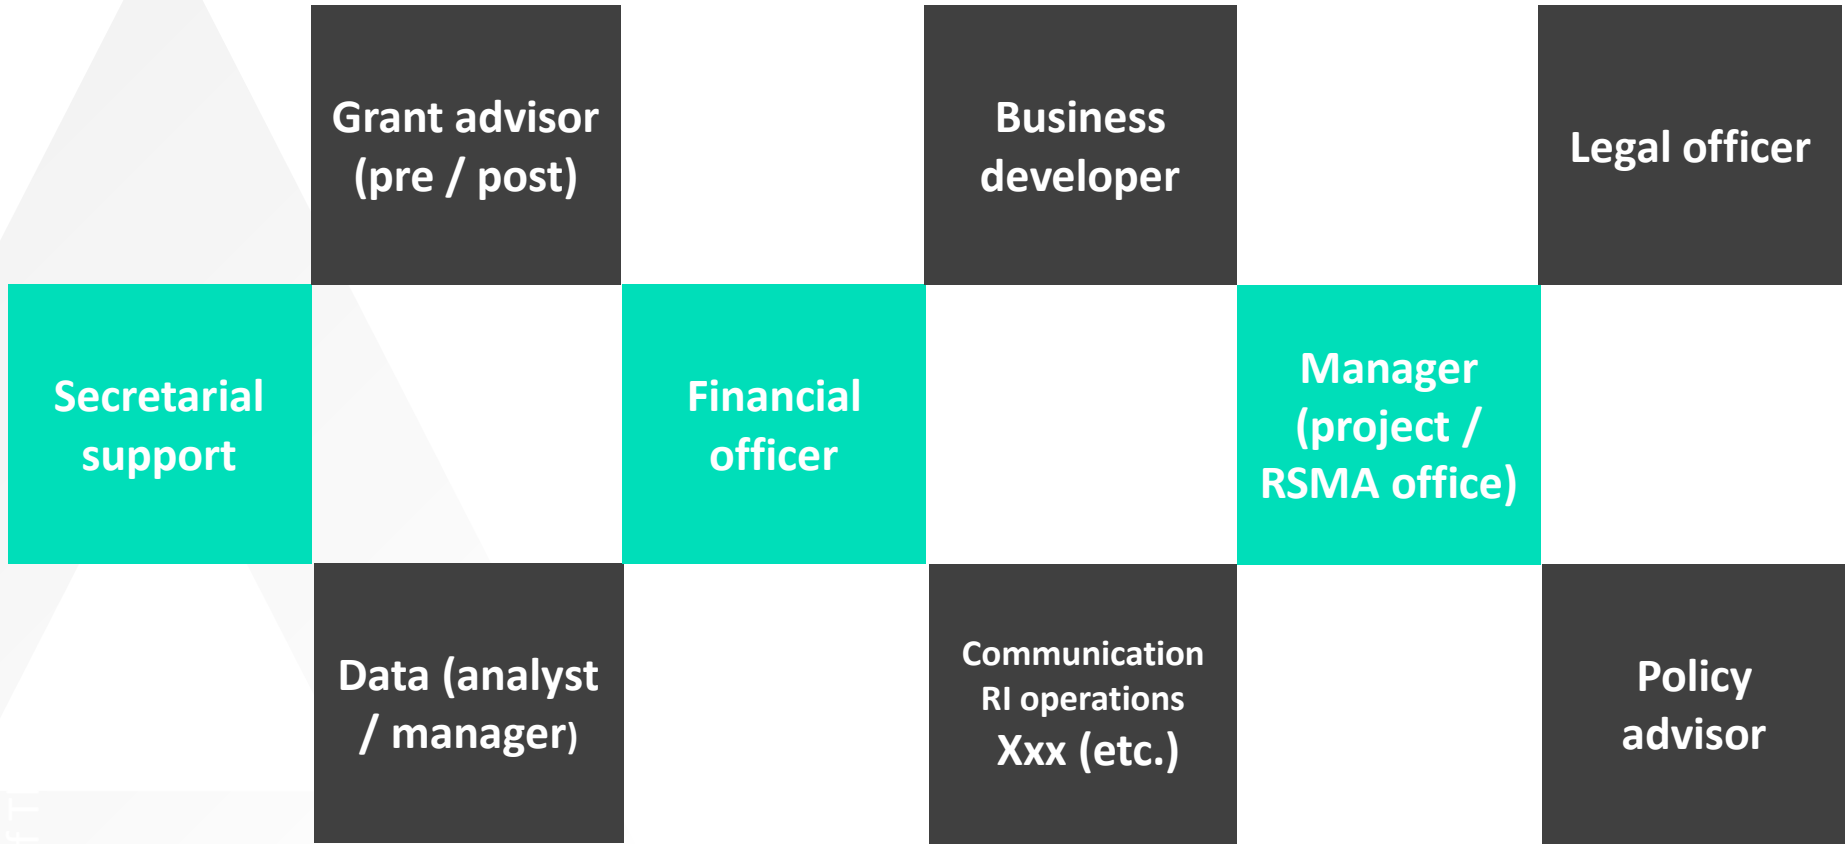 Grant advisor
(pre / post)
Business
developer
Legal officer
Secretarial
support
Financial
officer
Manager
(project /
RSMA office)
Data (analyst
/ manager)
Communication
RI operations
Xxx (etc.)
Policy
advisor